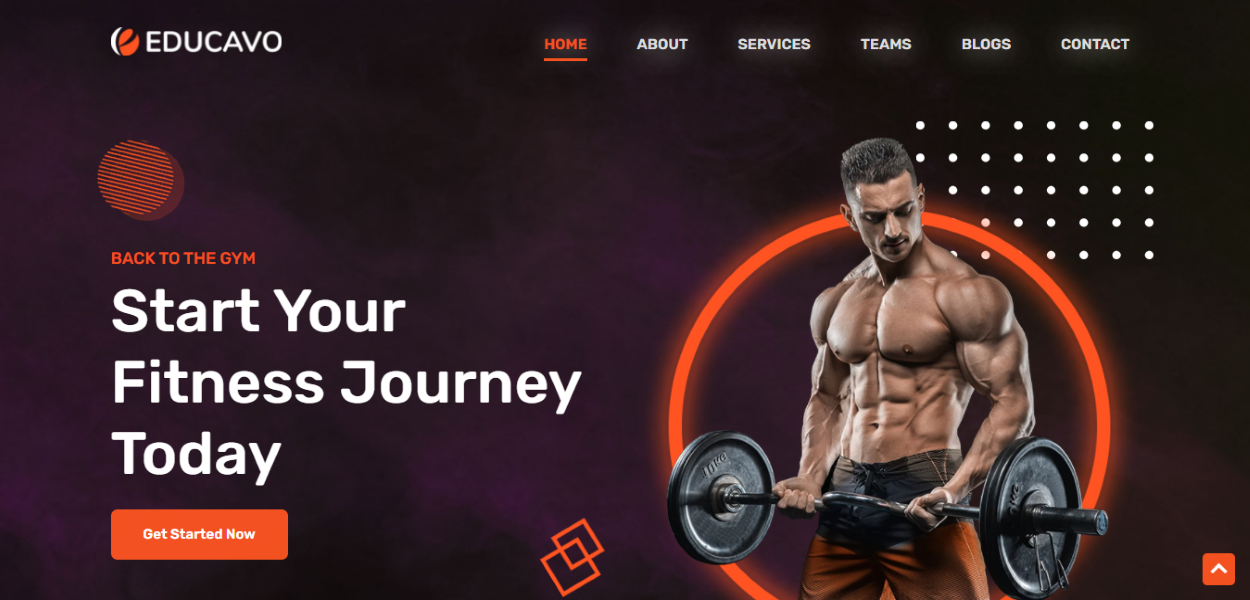 EDUCAVO
HOME ABOUT SERVICES TEAMS BLOGS CONTACT
BACK TO THE GYM
Start Your
Fitness Journey
Today
Get Started Now
10KG